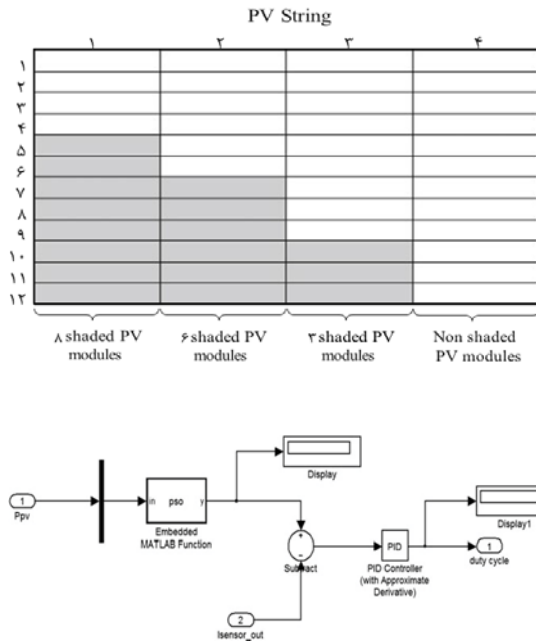 PV String
۱ ۲ ۳ ۴
۱
۲
۳
۴
۵
۶
۷
۸
۹
۱۰
۱۱
۱۲
۸ shaded PV modules
۶ shaded PV modules
۳ shaded PV modules
Non shaded PV modules
1
Ppv
in pso y
Embedded
MATLAB Function
Display
+
−
Subtract
2
Isensor_out
PID
PID Controller
(with Approximate
Derivative)
Display1
1
duty cycle